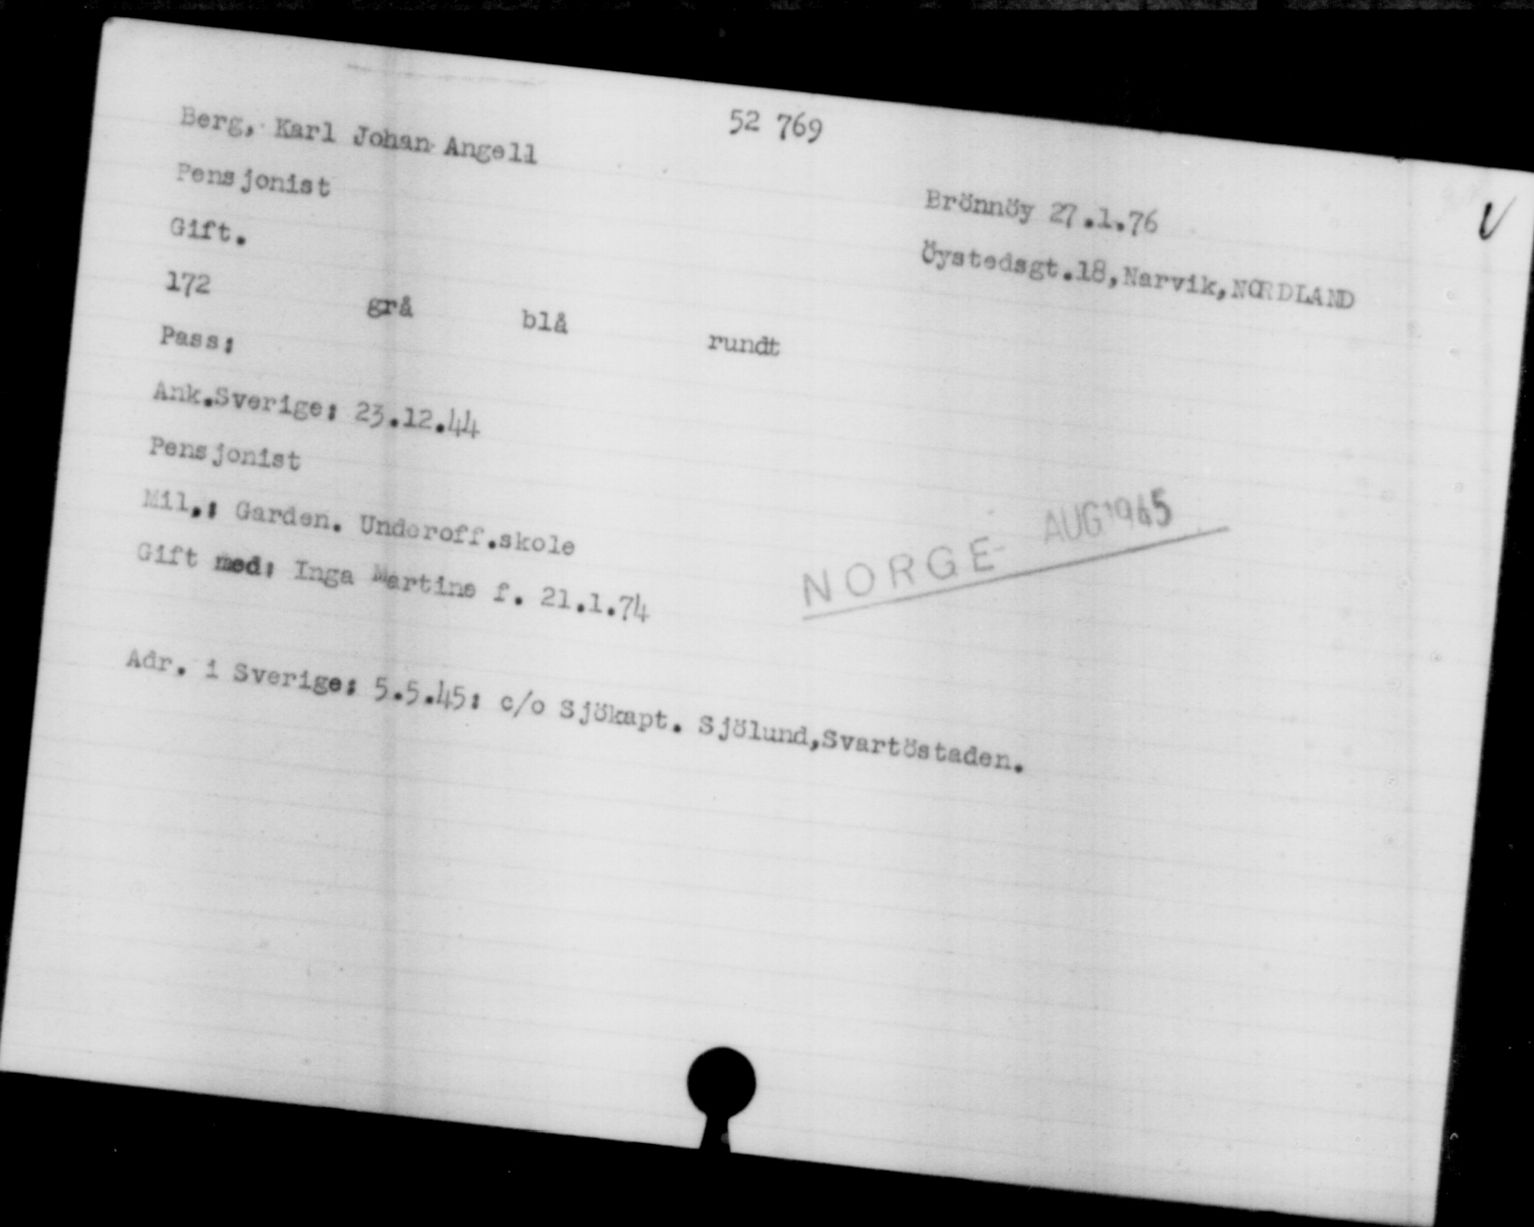 52 769
Berg, Karl Johan Angell
Pensjonist
Brönnöy 27.1.76
V
Gift.
Öystedsgt.18,Narvik,NORDLAND
172 grå blå rundt
Pass:
Ank.Sverige: 23.12.44
Pensjonist
Mil.: Garden. Underoff.skole
Gift med: Inga Martine f. 21.1.74
NORGE AUG 1945
Adr. i Sverige: 5.5.45: c/o Sjökapt. Sjölund,Svartöstaden.